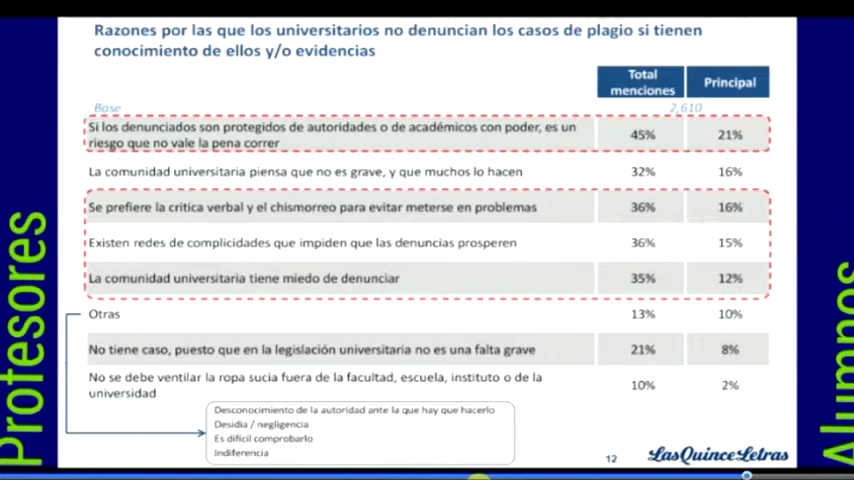 Razones por las que los universitarios no denuncian los casos de plagio si tienen
conocimiento de ellos y/o evidencias
Total
menciones
Principal
Base
2,610
Si los denunciados son protegidos de autoridades o de académicos con poder, es un
riesgo que no vale la pena correr
45%
21%
La comunidad universitaria piensa que no es grave, y que muchos lo hacen
32%
16%
Se prefiere la critica verbal y el chismorreo para evitar meterse en problemas
36%
16%
Existen redes de complicidades que impiden que las denuncias prosperen
36%
15%
La comunidad universitaria tiene miedo de denunciar
35%
12%
Otras
13%
10%
No tiene caso, puesto que en la legislación universitaria no es una falta grave
21%
8%
No se debe ventilar la ropa sucia fuera de la facultad, escuela, instituto o de la
universidad
10%
2%
Desconocimiento de la autoridad ante la que hay que hacerlo
Desidia / negligencia
Es difícil comprobarlo
Indiferencia
12
LasQuinceLetras
Profesores
Alumnos